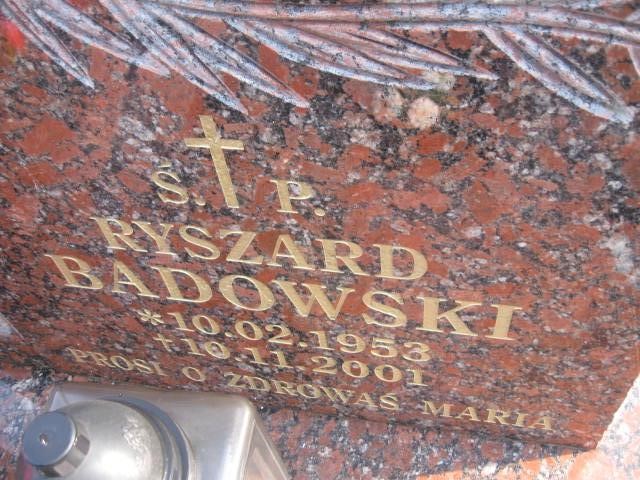 Ś. P.
RYSZARD
BADOWSKI
*10.02.1953
†10.11.2001
PROSI O ZDROWAŚ MARIA